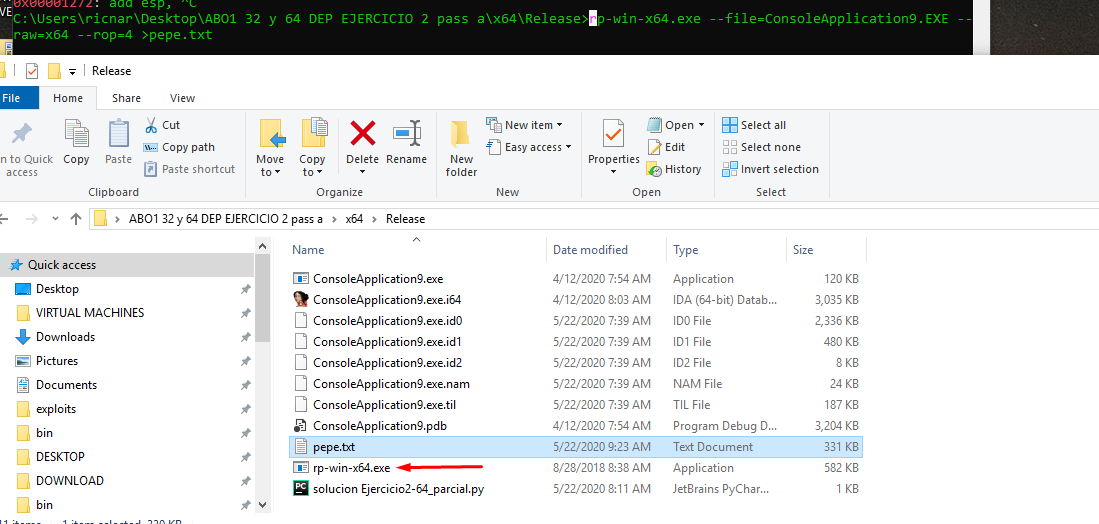 0x00001272: add esp, ^C
C:\Users\ricnar\Desktop\ABO1 32 y 64 DEP EJERCICIO 2 pass a\x64\Release>rp-win-x64.exe --file=ConsoleApplication9.EXE --
raw=x64 --rop=4 >pepe.txt
Release
File Home Share View
Cut
Copy path
Paste shortcut
n to Quick access
Copy
Paste
Move to
Copy to
Delete
Rename
New folder
New item
Easy access
Properties
Open
Edit
History
Select all
Select none
Invert selection
Clipboard Organize New Open Select
ABO1 32 y 64 DEP EJERCICIO 2 pass a > x64 > Release
Name Date modified Type Size
Quick access
Desktop
VIRTUAL MACHINES
Downloads
Pictures
Documents
exploits
bin
DESKTOP
DOWNLOAD
bin
ConsoleApplication9.exe 4/12/2020 7:54 AM Application 120 KB
ConsoleApplication9.exe.i64 4/12/2020 8:03 AM IDA (64-bit) Datab... 3,035 KB
ConsoleApplication9.exe.id0 5/22/2020 7:39 AM ID0 File 2,336 KB
ConsoleApplication9.exe.id1 5/22/2020 7:39 AM ID1 File 480 KB
ConsoleApplication9.exe.id2 5/22/2020 7:39 AM ID2 File 8 KB
ConsoleApplication9.exe.nam 5/22/2020 7:39 AM NAM File 24 KB
ConsoleApplication9.exe.til 5/22/2020 7:39 AM TIL File 187 KB
ConsoleApplication9.pdb 4/12/2020 7:54 AM Program Debug D... 3,204 KB
pepe.txt 5/22/2020 9:23 AM Text Document 331 KB
rp-win-x64.exe 8/28/2018 8:38 AM Application 582 KB
solucion Ejercicio2-64_parcial.py 5/22/2020 8:11 AM JetBrains PyChar... 1 KB